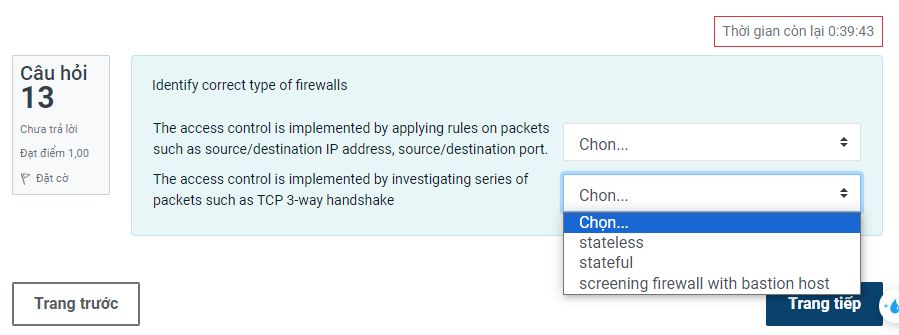 Thời gian còn lại 0:39:43
Câu hỏi
13
Chưa trả lời
Đạt điểm 1,00
Đặt cờ
Identify correct type of firewalls
The access control is implemented by applying rules on packets
such as source/destination IP address, source/destination port.
Chon...
The access control is implemented by investigating series of
packets such as TCP 3-way handshake
Chon...
Chọn...
stateless
stateful
screening firewall with bastion host
Trang trước
Trang tiếp